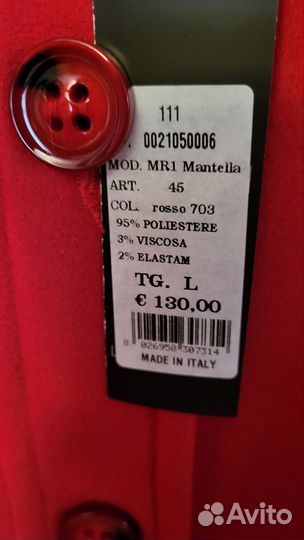 111
0021050006
MOD. MR1 Mantella
ART. 45
COL. rosso 703
95% POLIESTERE
3% VISCOSA
2% ELASTAM
TG. L
€ 130,00
8 026958 307314
MADE IN ITALY
Avito